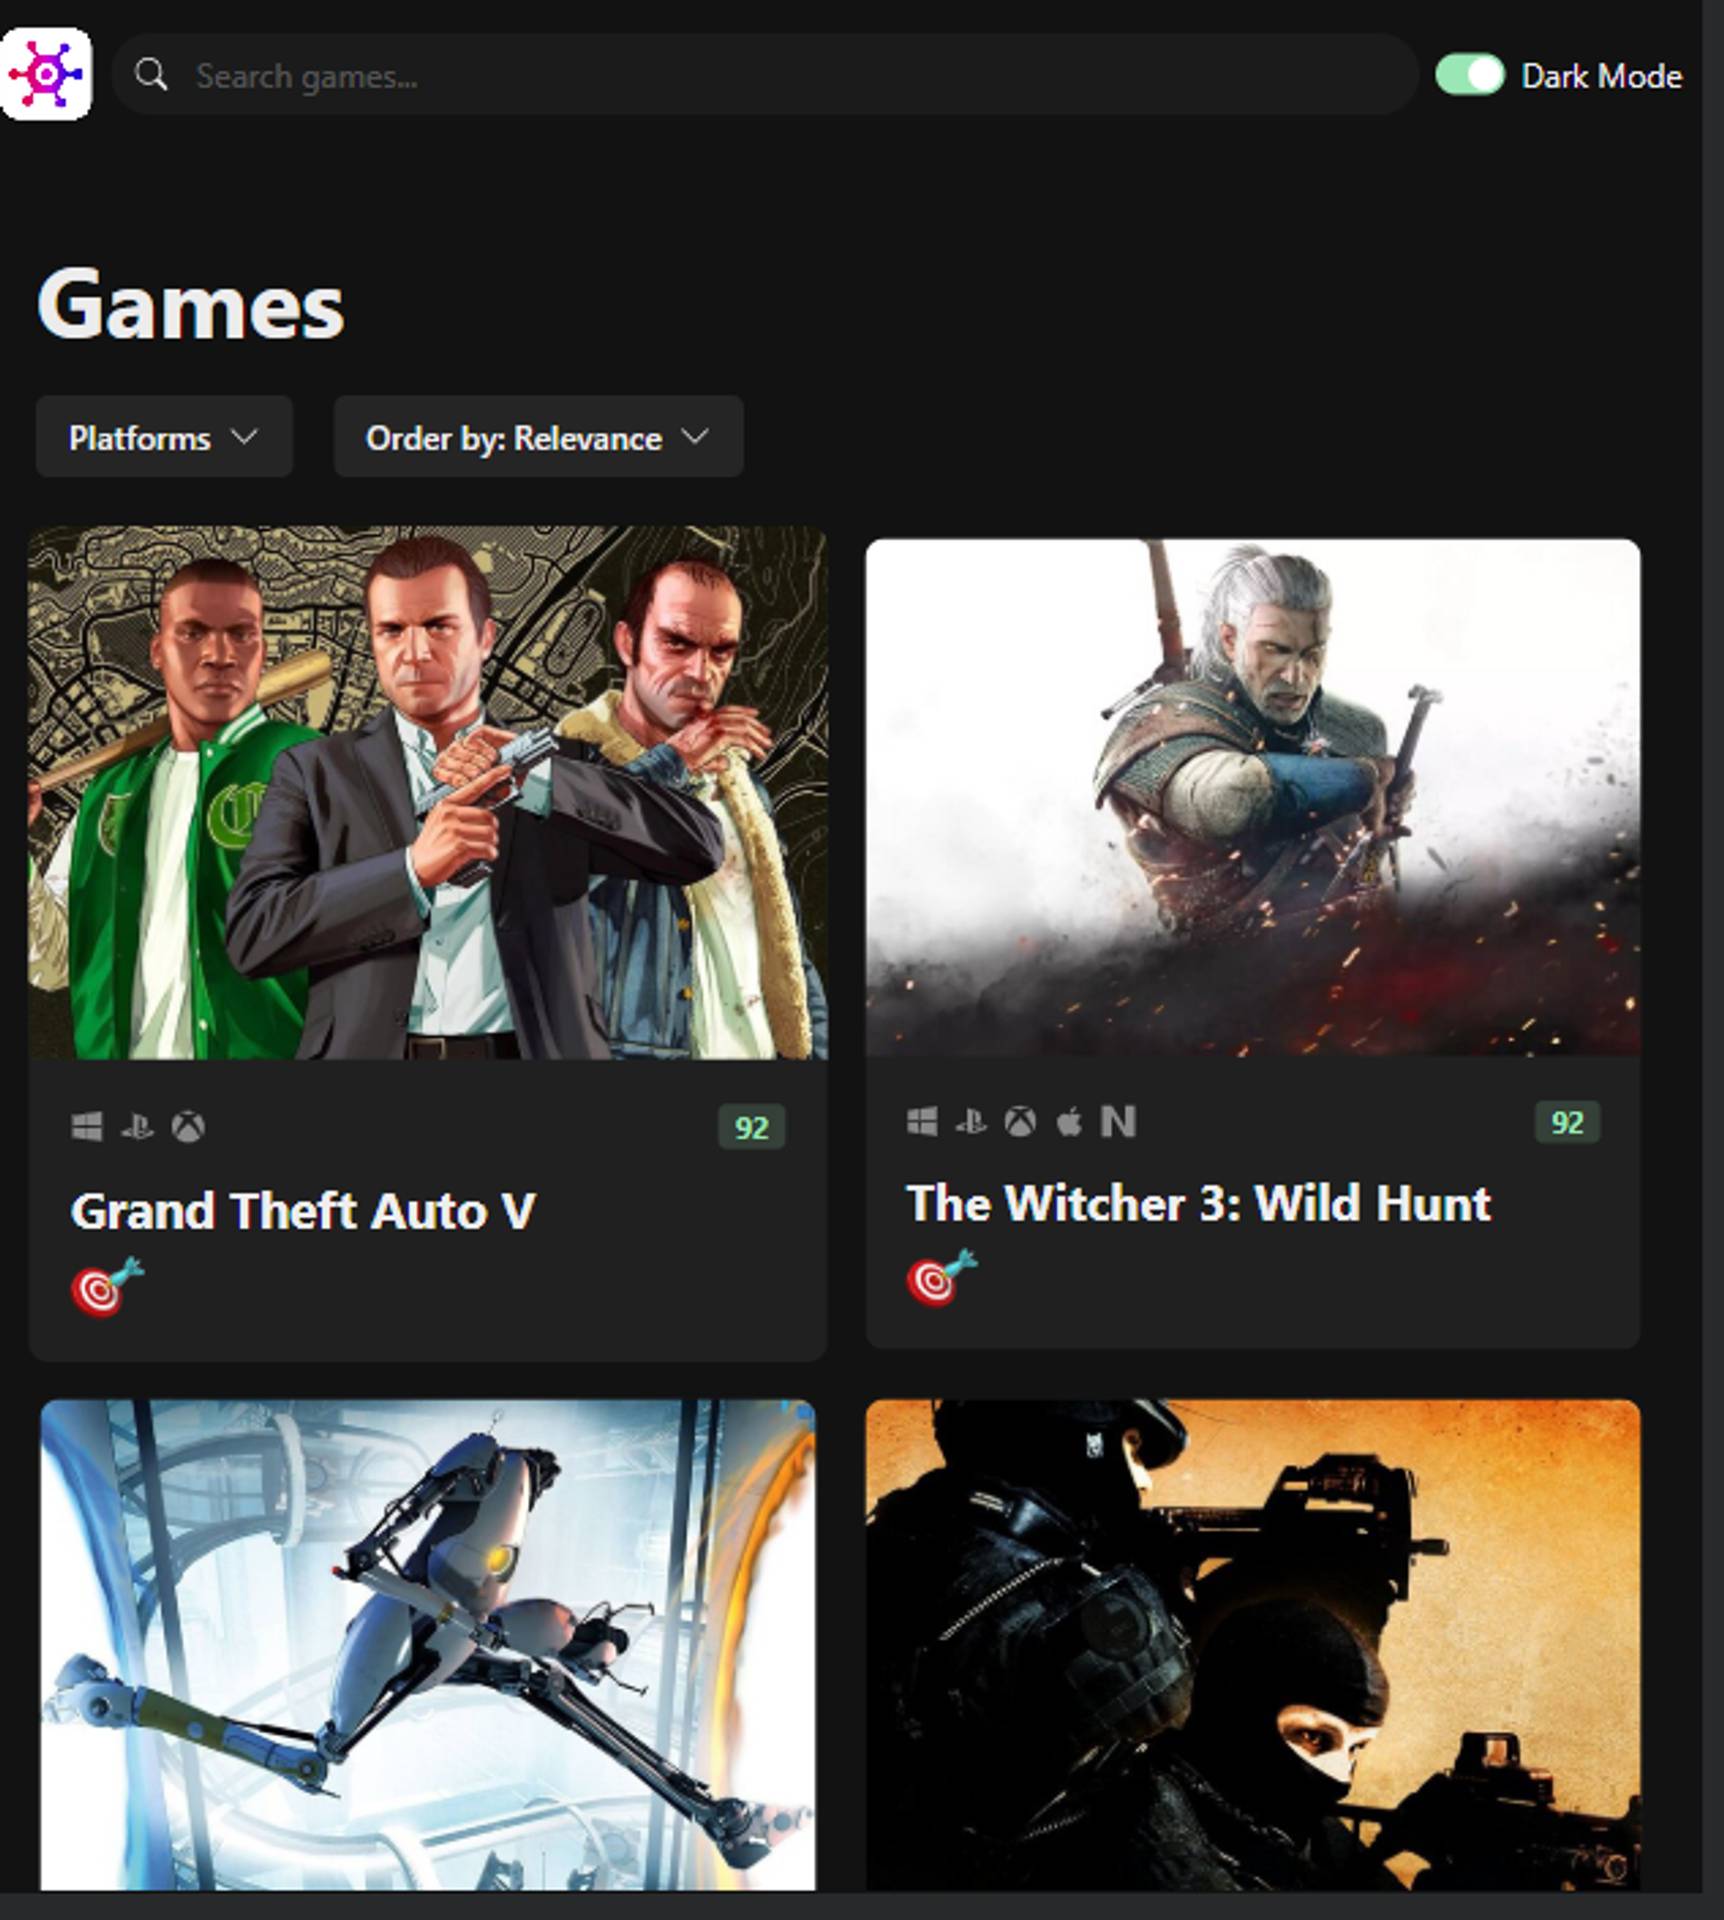 Search games...
Dark Mode
Games
Platforms
Order by: Relevance
92
Grand Theft Auto V
92
The Witcher 3: Wild Hunt